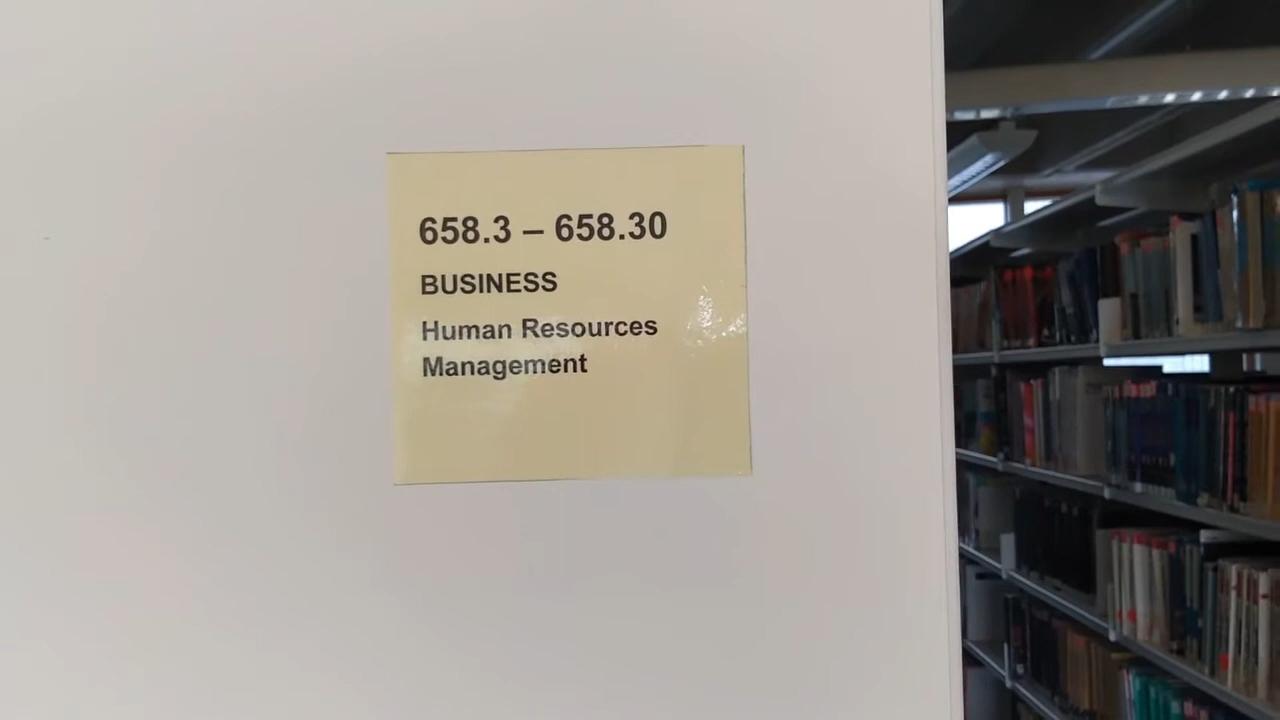 658.3 – 658.30
BUSINESS
Human Resources
Management